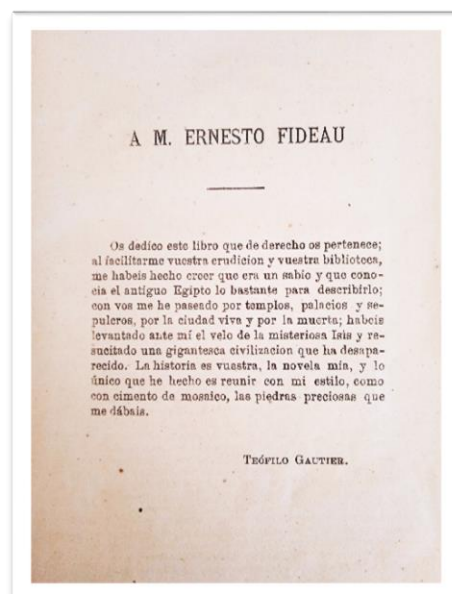 A M. ERNESTO FIDEAU
Os dedico este libro que de derecho os pertenece;
al facilitarme vuestra erudicion y vuestra biblioteca,
me habeis hecho creer que era un sabio y que cono-
cia el antiguo Egipto lo bastante para describirlo;
con vos me he paseado por templos, palacios y se-
pulcros, por la ciudad viva y por la muerta; habeis
levantado ante mí el velo de la misteriosa Isis y re-
sucitado una gigantesca civilizacion que ha desapa-
recido. La historia es vuestra, la novela mia, y lo
único que he hecho es reunir con mi estilo, como
con cimento de mosaico, las piedras preciosas que
me dábais.
TEÓFILO GAUTIER.